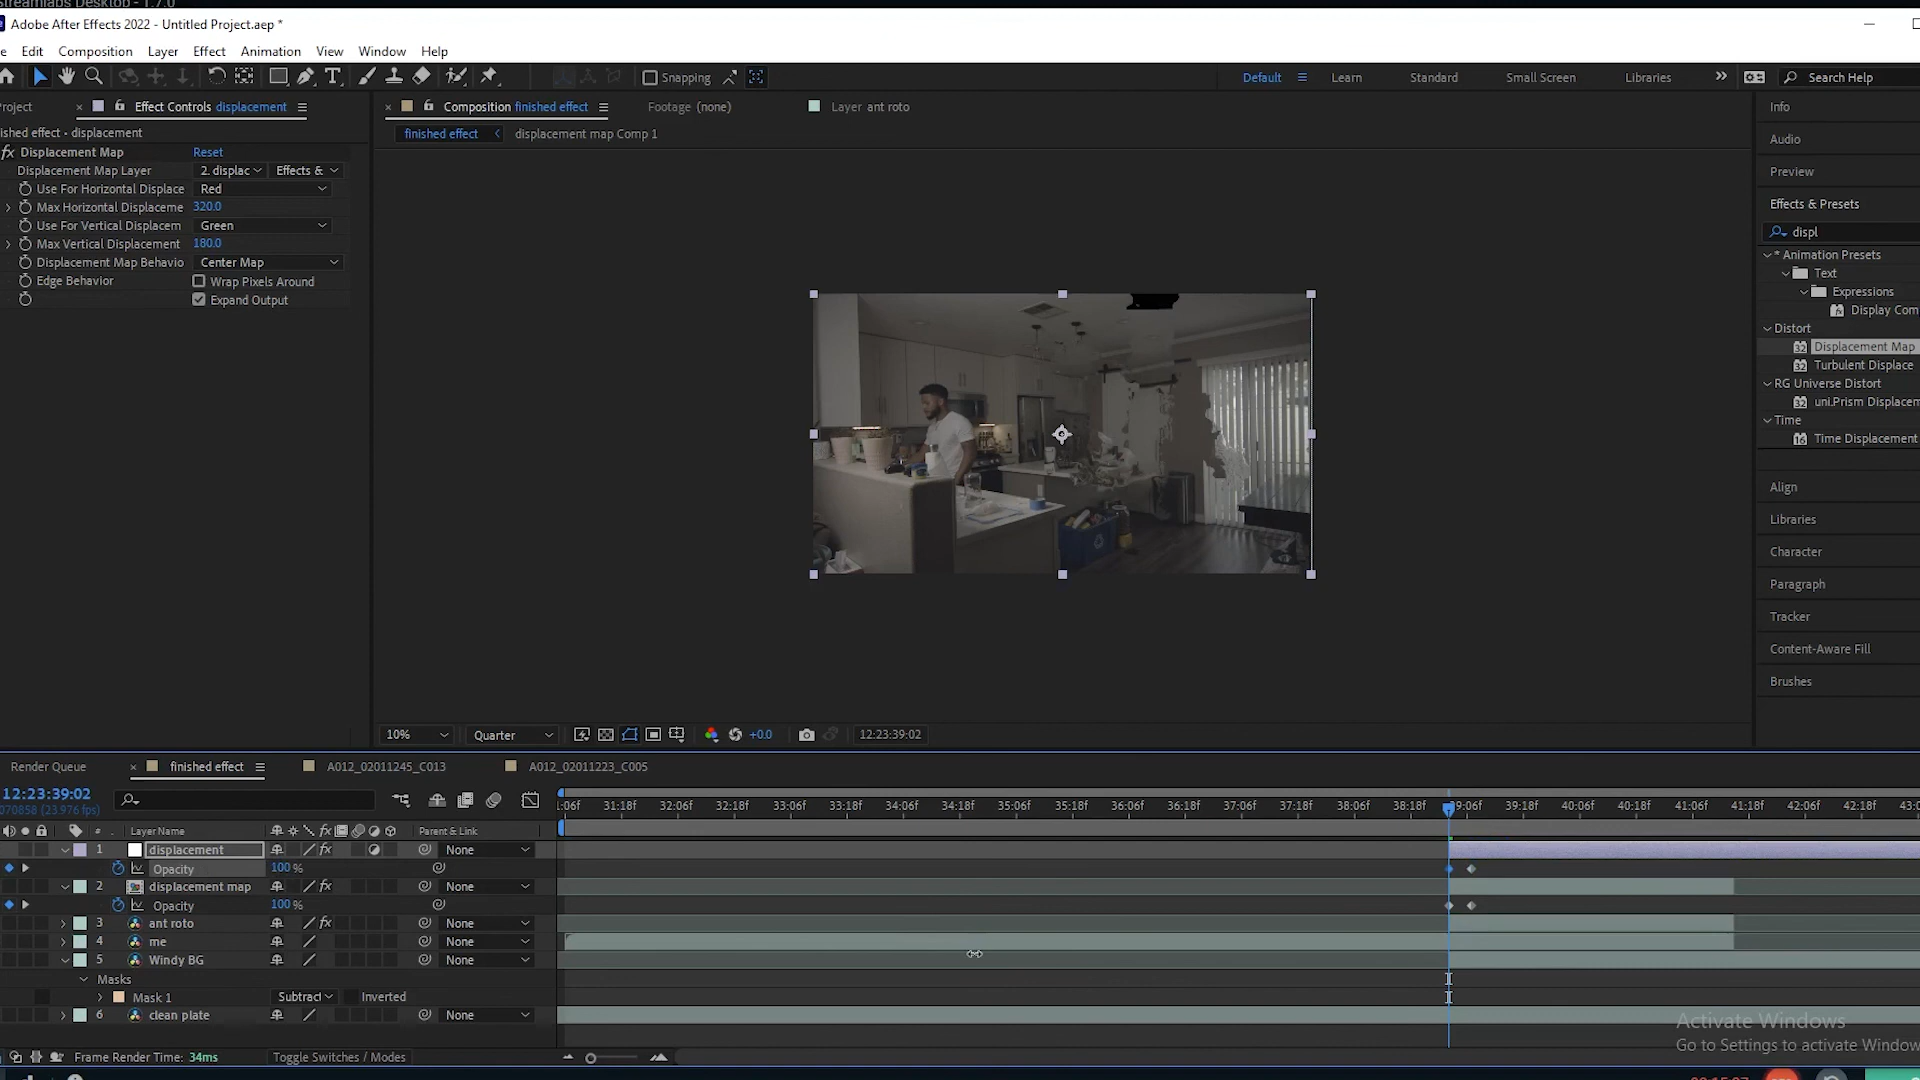 Streamlabs Desktop - 1.7.0
Adobe After Effects 2022 - Untitled Project.aep *
e Edit Composition Layer Effect Animation View Window Help
Snapping Default Learn Standard Small Screen Libraries Search Help
roject Effect Controls displacement
ished effect • displacement
fx Displacement Map Reset
Displacement Map Layer 2. displac Effects &
Use For Horizontal Displace Red
Max Horizontal Displaceme 320.0
Use For Vertical Displacem Green
Max Vertical Displacement 180.0
Displacement Map Behavio Center Map
Edge Behavior Wrap Pixels Around
Expand Output
Composition finished effect Footage (none) Layer ant roto
finished effect displacement map Comp 1
Info
Audio
Preview
Effects & Presets
displ
* Animation Presets
Text
Expressions
Display Com
Distort
Displacement Map
Turbulent Displace
RG Universe Distort
uni.Prism Displacem
Time
Time Displacement
Align
Libraries
Character
Paragraph
Tracker
Content-Aware Fill
Brushes
10% Quarter +0.0 12:23:39:02
Render Queue finished effect A012_02011245_C013 A012_02011223_C005
12:23:39:02
070858 (23.976 fps)
:06f 31:18f 32:06f 32:18f 33:06f 33:18f 34:06f 34:18f 35:06f 35:18f 36:06f 36:18f 37:06f 37:18f 38:06f 38:18f 39:06f 39:18f 40:06f 40:18f 41:06f 41:18f 42:06f 42:18f 43:0
# Layer Name fx Parent & Link
1 displacement fx None
Opacity 100 %
2 displacement map fx None
Opacity 100 %
3 ant roto fx None
4 me None
5 Windy BG None
Masks
Mask 1 Subtract Inverted
6 clean plate None
Frame Render Time: 34ms Toggle Switches / Modes
Activate Windows
Go to Settings to activate Window